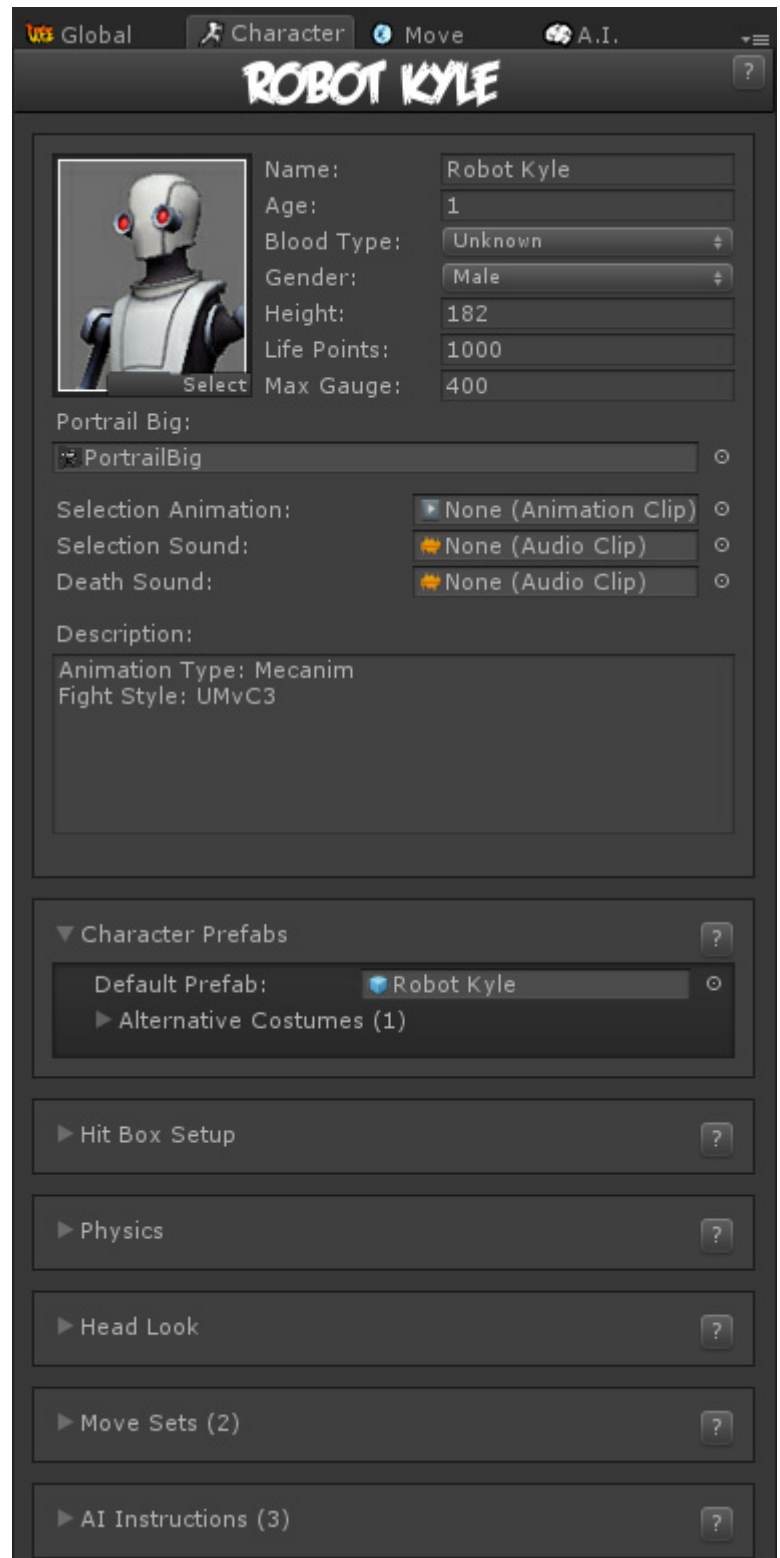 UFE Global Character Move A.I.
ROBOT KYLE ?
Name: Robot Kyle
Age: 1
Blood Type: Unknown
Gender: Male
Height: 182
Life Points: 1000
Select Max Gauge: 400
Portrail Big:
PortrailBig
Selection Animation: None (Animation Clip)
Selection Sound: None (Audio Clip)
Death Sound: None (Audio Clip)
Description:
Animation Type: Mecanim
Fight Style: UMvC3
Character Prefabs ?
Default Prefab: Robot Kyle
Alternative Costumes (1)
Hit Box Setup ?
Physics ?
Head Look ?
Move Sets (2) ?
AI Instructions (3) ?